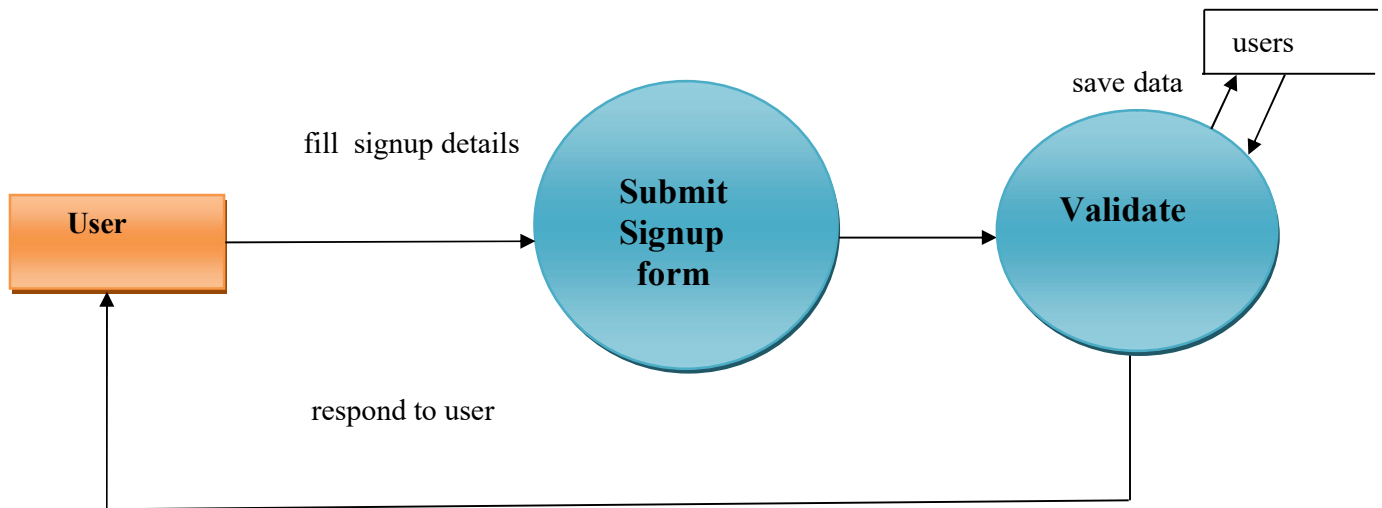 users
save data
fill  signup details
User
Submit
Signup
form
Validate
respond to user